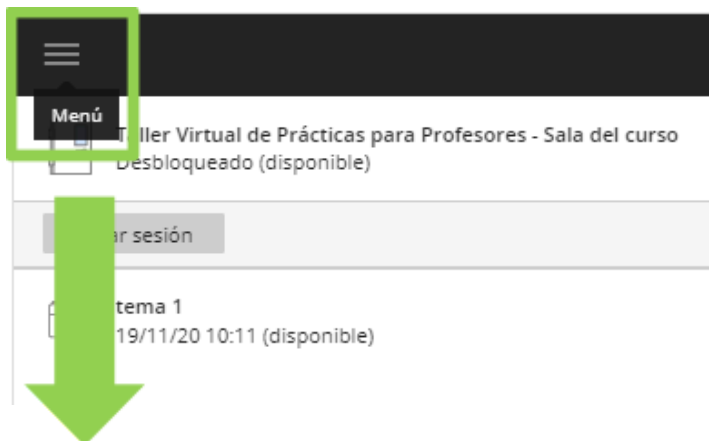 Menú
Taller Virtual de Prácticas para Profesores - Sala del curso
Desbloqueado (disponible)
sesión
tema 1
19/11/20 10:11 (disponible)